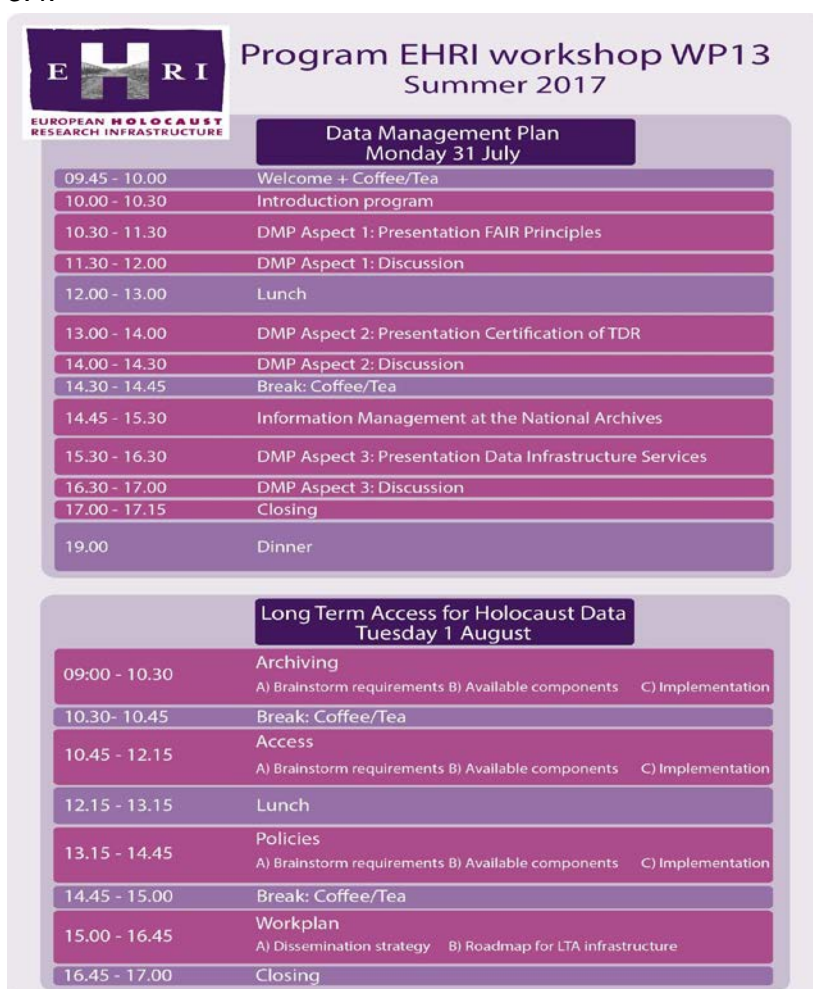 E H RI
EUROPEAN HOLOCAUST
RESEARCH INFRASTRUCTURE
Program EHRI workshop WP13
Summer 2017
Data Management Plan
Monday 31 July
09.45 - 10.00 Welcome + Coffee/Tea
10.00 - 10.30 Introduction program
10.30 - 11.30 DMP Aspect 1: Presentation FAIR Principles
11.30 - 12.00 DMP Aspect 1: Discussion
12.00 - 13.00 Lunch
13.00 - 14.00 DMP Aspect 2: Presentation Certification of TDR
14.00 - 14.30 DMP Aspect 2: Discussion
14.30 - 14.45 Break: Coffee/Tea
14.45 - 15.30 Information Management at the National Archives
15.30 - 16.30 DMP Aspect 3: Presentation Data Infrastructure Services
16.30 - 17.00 DMP Aspect 3: Discussion
17.00 - 17.15 Closing
19.00 Dinner
Long Term Access for Holocaust Data
Tuesday 1 August
09:00 - 10.30 Archiving
A) Brainstorm requirements B) Available components C) Implementation
10.30- 10.45 Break: Coffee/Tea
10.45 - 12.15 Access
A) Brainstorm requirements B) Available components C) Implementation
12.15 - 13.15 Lunch
13.15 - 14.45 Policies
A) Brainstorm requirements B) Available components C) Implementation
14.45 - 15.00 Break: Coffee/Tea
15.00 - 16.45 Workplan
A) Dissemination strategy B) Roadmap for LTA infrastructure
16.45 - 17.00 Closing